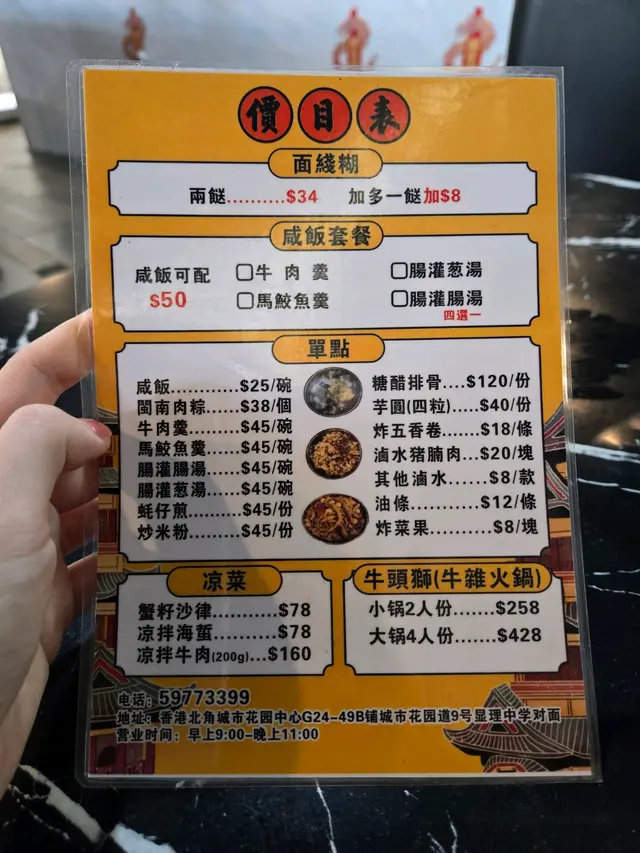 價目表
面綫糊
兩餸..........$34 加多一餸加$8
咸飯套餐
咸飯可配 $50
□牛肉羹 □腸灌葱湯
□馬鮫魚羹 □腸灌腸湯
四選一
單點
咸飯...........$25/碗
閩南肉粽......$38/個
牛肉羹.........$45/碗
馬鮫魚羹......$45/碗
腸灌腸湯......$45/碗
腸灌葱湯......$45/碗
蚝仔煎.........$45/份
炒米粉.........$45/份
糖醋排骨....$120/份
芋圓(四粒).....$40/份
炸五香卷......$18/條
滷水猪腩肉...$20/塊
其他滷水......$8/款
油條...........$12/條
炸菜果.........$8/塊
凉菜
蟹籽沙律..........$78
凉拌海蜇..........$78
凉拌牛肉(200g)...$160
牛頭獅(牛雜火鍋)
小锅2人份.......$258
大锅4人份.......$428
电话：59773399
地址：香港北角城市花园中心G24-49B铺城市花园道9号显理中学对面
营业时间：早上9:00-晚上11:00